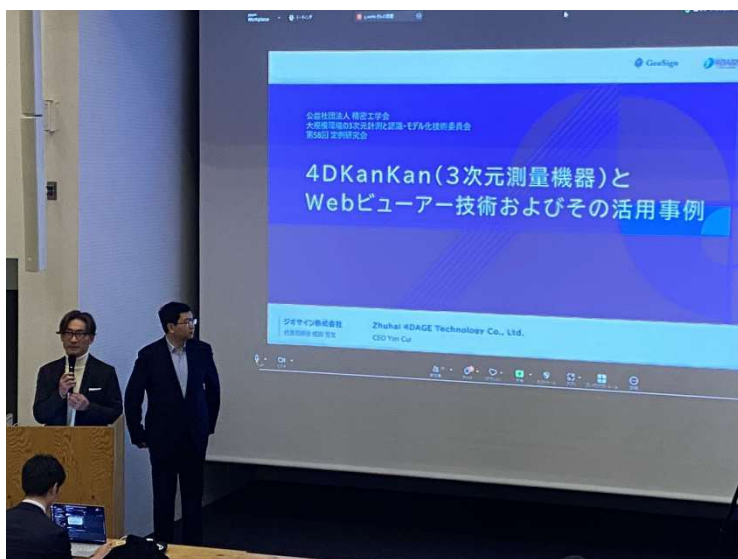 Workplace
GeoSign
4DAGE
公益社団法人 精密工学会
大規模環境の3次元計測と認識・モデル化技術委員会
第58回 定例研究会
4DKanKan(3次元測量機器)と
Webビューアー技術およびその活用事例
ジオサイン株式会社
Zhuhai 4DAGE Technology Co., Ltd.
CEO Yan Cui